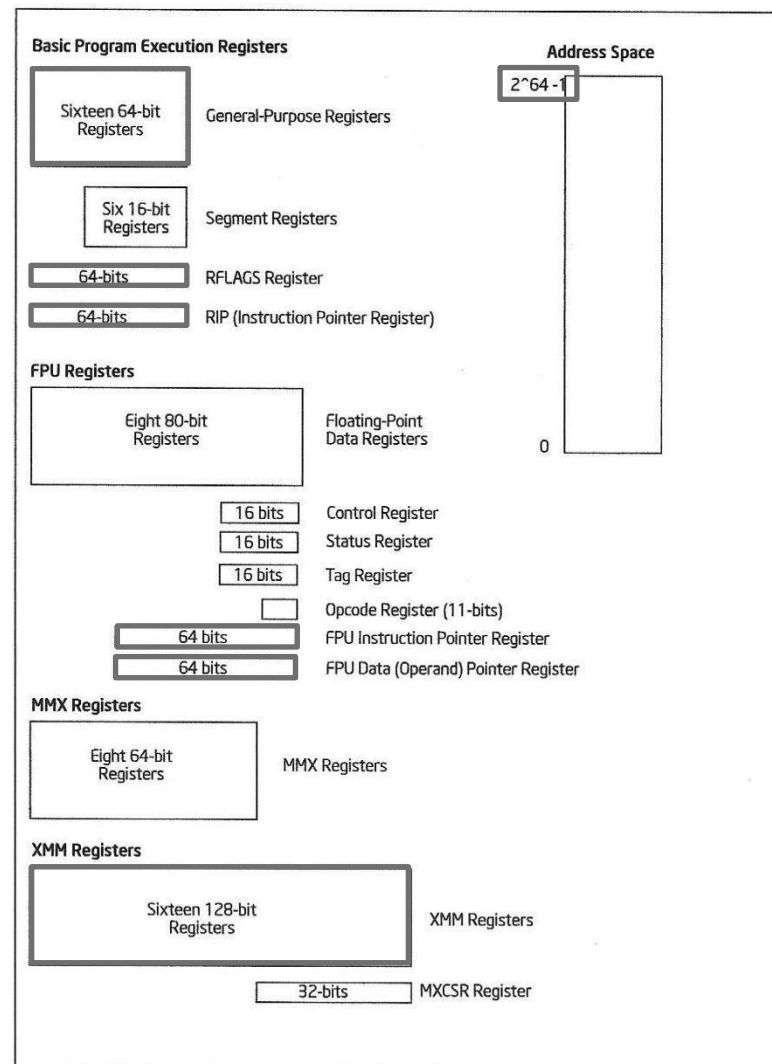 Basic Program Execution Registers
Address Space
2^64 -1
Sixteen 64-bit
Registers
General-Purpose Registers
Six 16-bit
Registers
Segment Registers
64-bits
RFLAGS Register
64-bits
RIP (Instruction Pointer Register)
FPU Registers
Eight 80-bit
Registers
Floating-Point
Data Registers
0
16 bits
Control Register
16 bits
Status Register
16 bits
Tag Register
Opcode Register (11-bits)
64 bits
FPU Instruction Pointer Register
64 bits
FPU Data (Operand) Pointer Register
MMX Registers
Eight 64-bit
Registers
MMX Registers
XMM Registers
Sixteen 128-bit
Registers
XMM Registers
32-bits
MXCSR Register